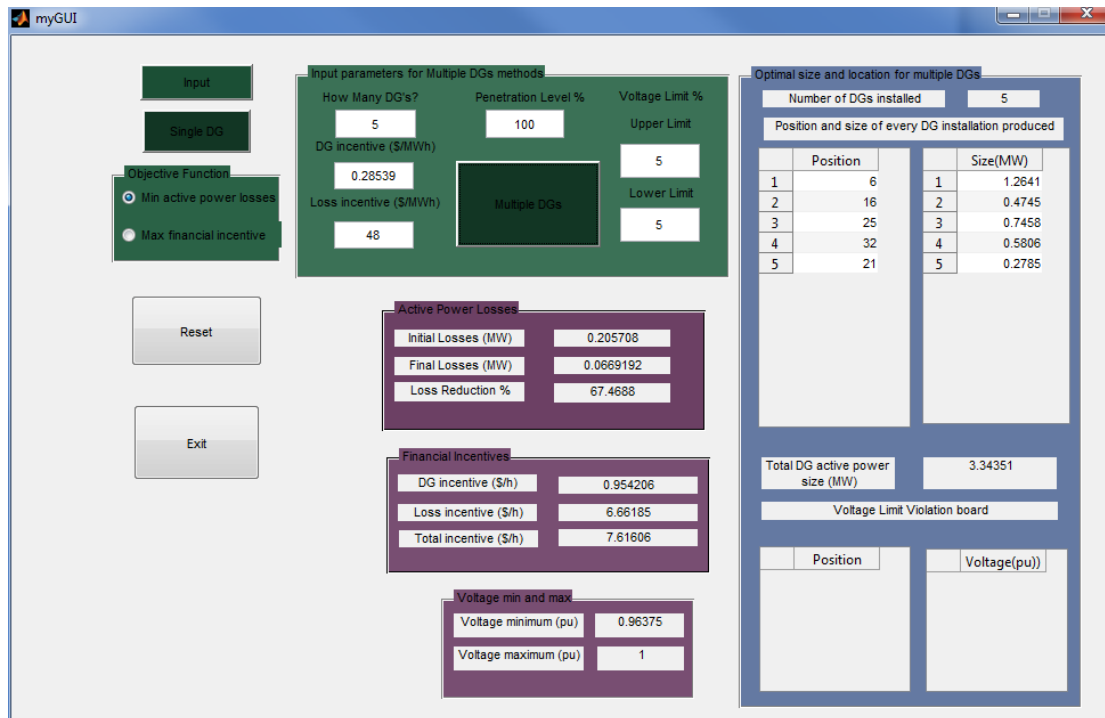 myGUI
Input
Single DG
Objective Function
Min active power losses
Max financial incentive
Reset
Exit
Input parameters for Multiple DGs methods
How Many DG's?
5
DG incentive ($/MWh)
0.28539
Loss incentive ($/MWh)
48
Penetration Level %
100
Multiple DGs
Voltage Limit %
Upper Limit
5
Lower Limit
5
Active Power Losses
Initial Losses (MW) 0.205708
Final Losses (MW) 0.0669192
Loss Reduction % 67.4688
Financial Incentives
DG incentive ($/h) 0.954206
Loss incentive ($/h) 6.66185
Total incentive ($/h) 7.61606
Voltage min and max
Voltage minimum (pu) 0.96375
Voltage maximum (pu) 1
Optimal size and location for multiple DGs
Number of DGs installed 5
Position and size of every DG installation produced
Position
1 6
2 16
3 25
4 32
5 21
Size(MW)
1 1.2641
2 0.4745
3 0.7458
4 0.5806
5 0.2785
Total DG active power
size (MW)
3.34351
Voltage Limit Violation board
Position
Voltage(pu))